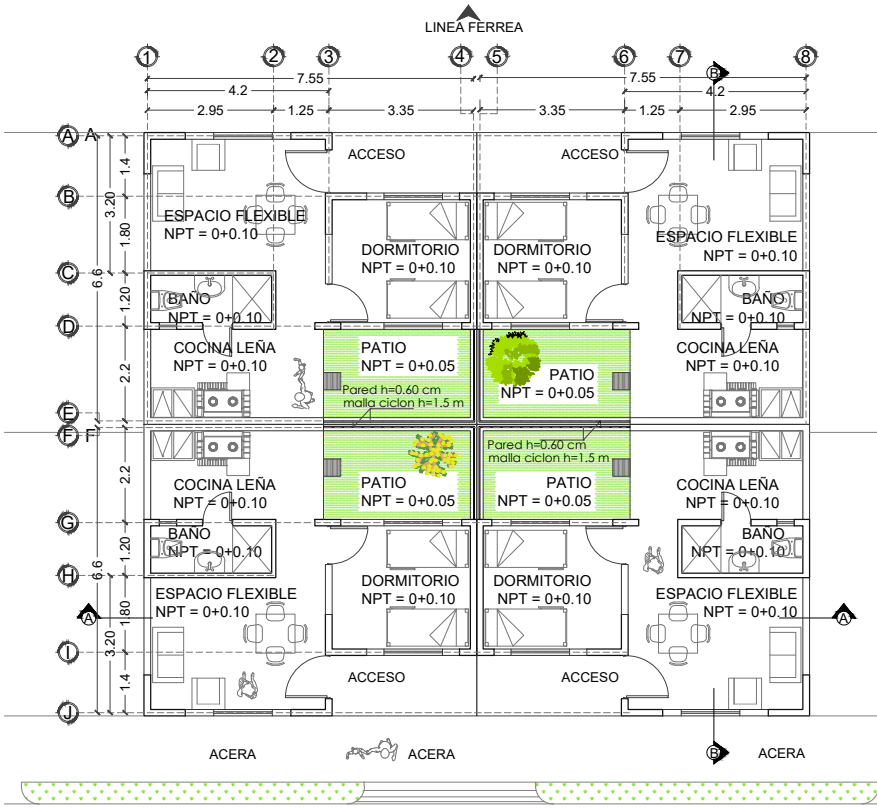 LINEA FERREA
1 2 3 4 5 6 7 8
B
7.55 7.55
4.2 4.2
2.95 1.25 3.35 3.35 1.25 2.95
A A
ACCESO ACCESO
1.4
B
3.20
ESPACIO FLEXIBLE
NPT = 0+0.10
1.80
DORMITORIO
NPT = 0+0.10
DORMITORIO
NPT = 0+0.10
ESPACIO FLEXIBLE
NPT = 0+0.10
C
6.6
1.20
BAÑO
NPT = 0+0.10
BAÑO
NPT = 0+0.10
D
COCINA LEÑA
NPT = 0+0.10
PATIO
NPT = 0+0.05
PATIO
NPT = 0+0.05
COCINA LEÑA
NPT = 0+0.10
2.2
Pared h=0.60 cm
malla ciclon h=1.5 m
E
F F
Pared h=0.60 cm
malla ciclon h=1.5 m
2.2
COCINA LEÑA
NPT = 0+0.10
PATIO
NPT = 0+0.05
PATIO
NPT = 0+0.05
COCINA LEÑA
NPT = 0+0.10
G
BAÑO
NPT = 0+0.10
BAÑO
NPT = 0+0.10
1.20
H
6.6
ESPACIO FLEXIBLE
NPT = 0+0.10
DORMITORIO
NPT = 0+0.10
DORMITORIO
NPT = 0+0.10
ESPACIO FLEXIBLE
NPT = 0+0.10
1.80
A A
3.20
I
1.4
ACCESO ACCESO
J
ACERA ACERA B ACERA